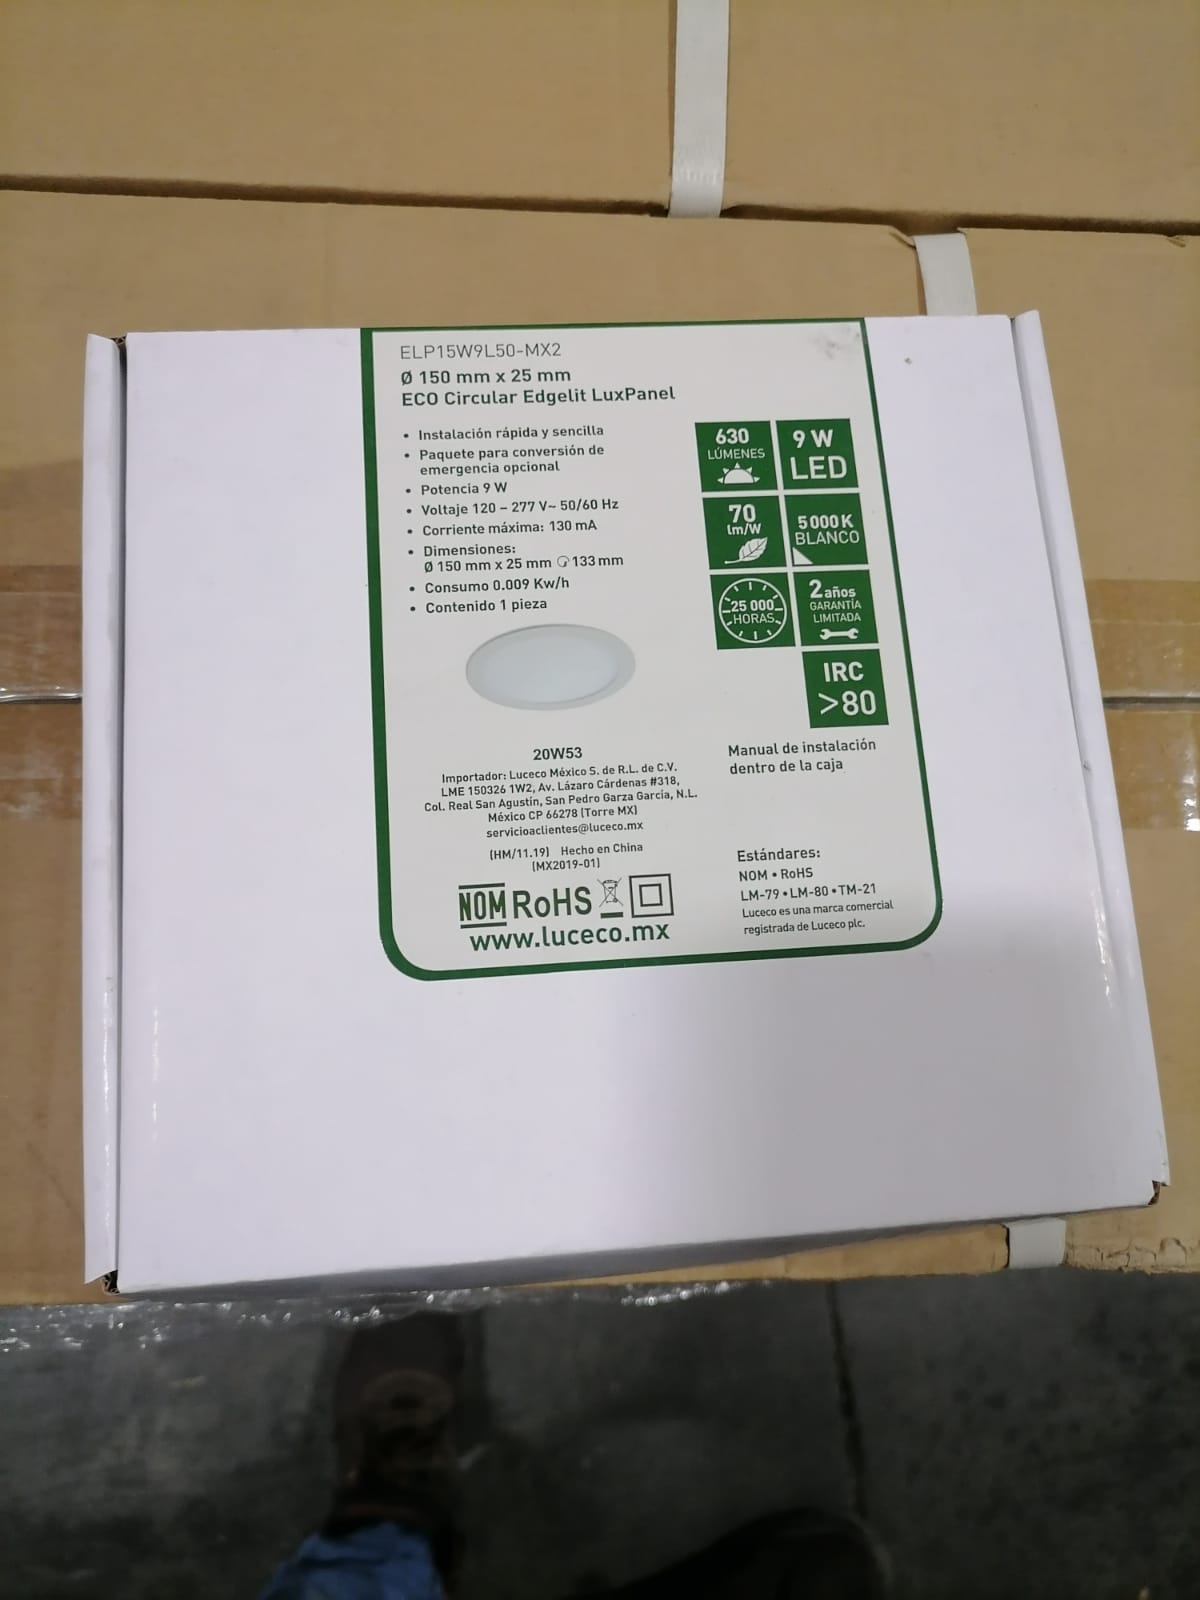 ELP15W9L50-MX2
Ø 150 mm x 25 mm
ECO Circular Edgelit LuxPanel
• Instalación rápida y sencilla
• Paquete para conversión de
emergencia opcional
• Potencia 9 W
• Voltaje 120 – 277 V~ 50/60 Hz
• Corriente máxima: 130 mA
• Dimensiones:
Ø 150 mm x 25 mm 133 mm
• Consumo 0.009 Kw/h
• Contenido 1 pieza
630
LÚMENES
9 W
LED
70
lm/W
5000K
BLANCO
25 000
HORAS
2 años
GARANTÍA
LIMITADA
IRC
>80
20W53
Importador: Luceco México S. de R.L. de C.V.
LME 150326 1W2, Av. Lázaro Cárdenas #318,
Col. Real San Agustín, San Pedro Garza García, N.L.
México CP 66278 (Torre MX)
servicioaclientes@luceco.mx
(HM/11.19) Hecho en China
(MX2019-01)
NOM RoHS
www.luceco.mx
Manual de instalación
dentro de la caja
Estándares:
NOM • RoHS
LM-79 • LM-80 • TM-21
Luceco es una marca comercial
registrada de Luceco plc.